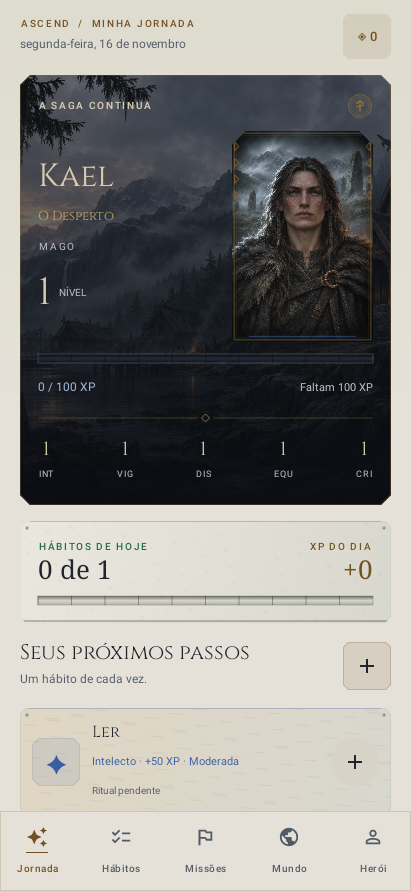 ASCEND / MINHA JORNADA
segunda-feira, 16 de novembro
0
A SAGA CONTINUA
KAEL
O DESPERTO
MAGO
1 NÍVEL
0 / 100 XP
Faltam 100 XP
1 1 1 1 1
INT VIG DIS EQU CRI
HÁBITOS DE HOJE
XP DO DIA
0 de 1
+0
SEUS PRÓXIMOS PASSOS
Um hábito de cada vez.
+
LER
Intelecto · +50 XP · Moderada
+
Ritual pendente
Jornada Hábitos Missões Mundo Herói